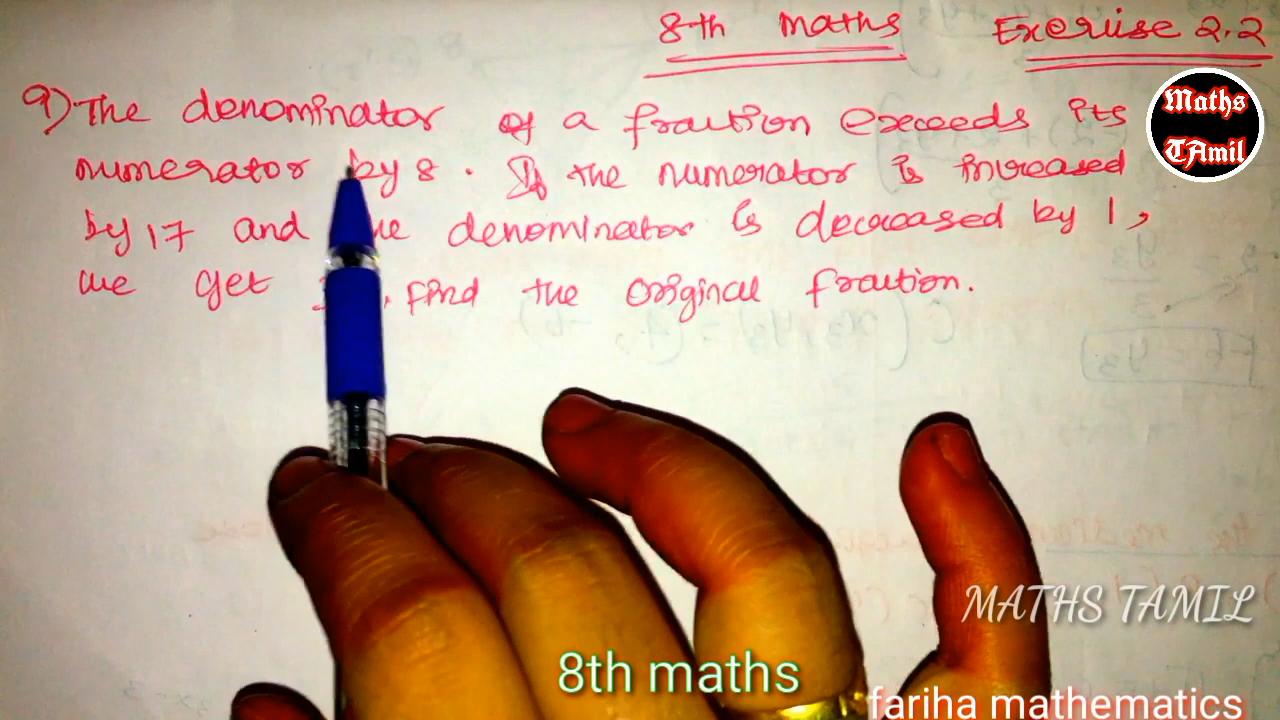 8th maths Exercise 2.2
9) The denominator of a fraction exceeds its
numerator by 8. If the numerator is increased
by 17 and the denominator is decreased by 1,
we get , find the original fraction.
Maths
TAmil
MATHS TAMIL
8th maths
fariha mathematics